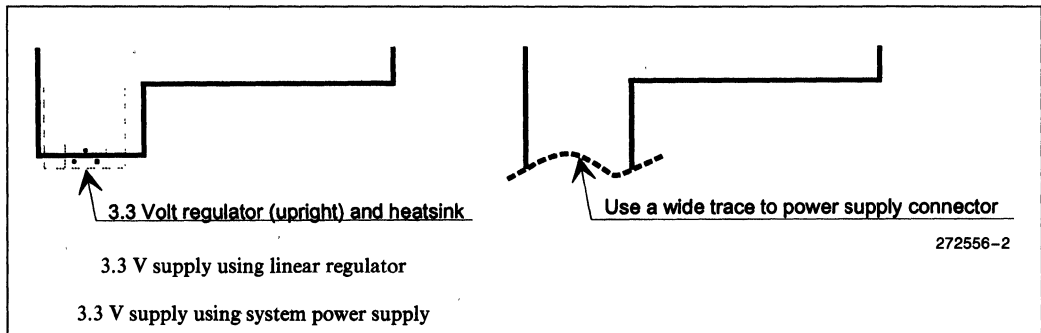 3.3 Volt regulator (upright) and heatsink
Use a wide trace to power supply connector
272556-2
3.3 V supply using linear regulator
3.3 V supply using system power supply